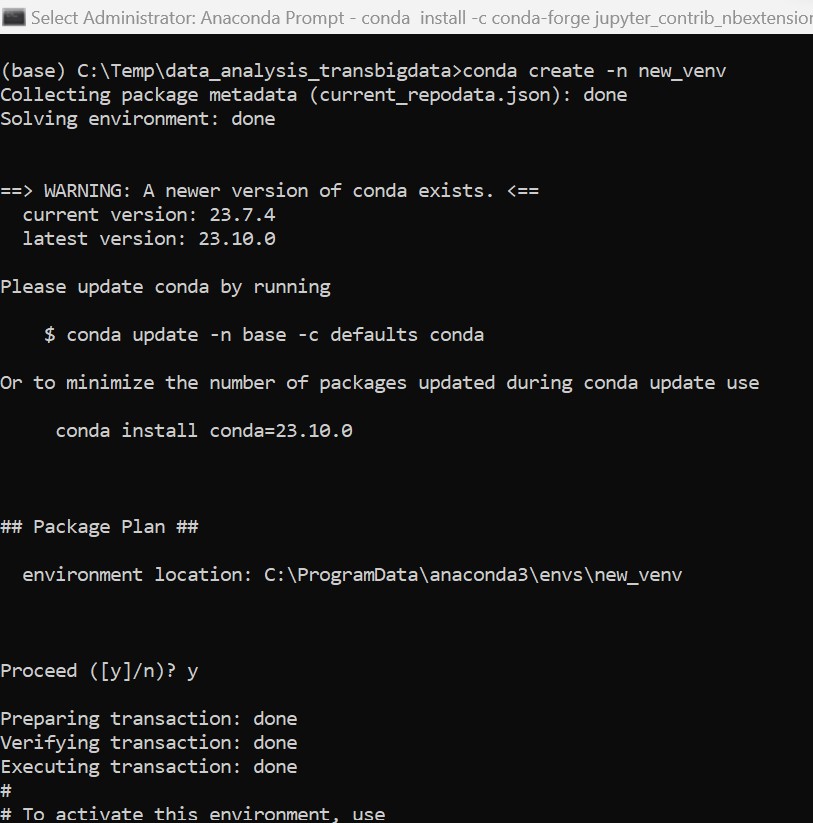 Select Administrator: Anaconda Prompt - conda  install -c conda-forge jupyter_contrib_nbextension
(base) C:\Temp\data_analysis_transbigdata>conda create -n new_venv
Collecting package metadata (current_repodata.json): done
Solving environment: done
==> WARNING: A newer version of conda exists. <==
  current version: 23.7.4
  latest version: 23.10.0
Please update conda by running
    $ conda update -n base -c defaults conda
Or to minimize the number of packages updated during conda update use
     conda install conda=23.10.0
## Package Plan ##
  environment location: C:\ProgramData\anaconda3\envs\new_venv
Proceed ([y]/n)? y
Preparing transaction: done
Verifying transaction: done
Executing transaction: done
#
# To activate this environment, use